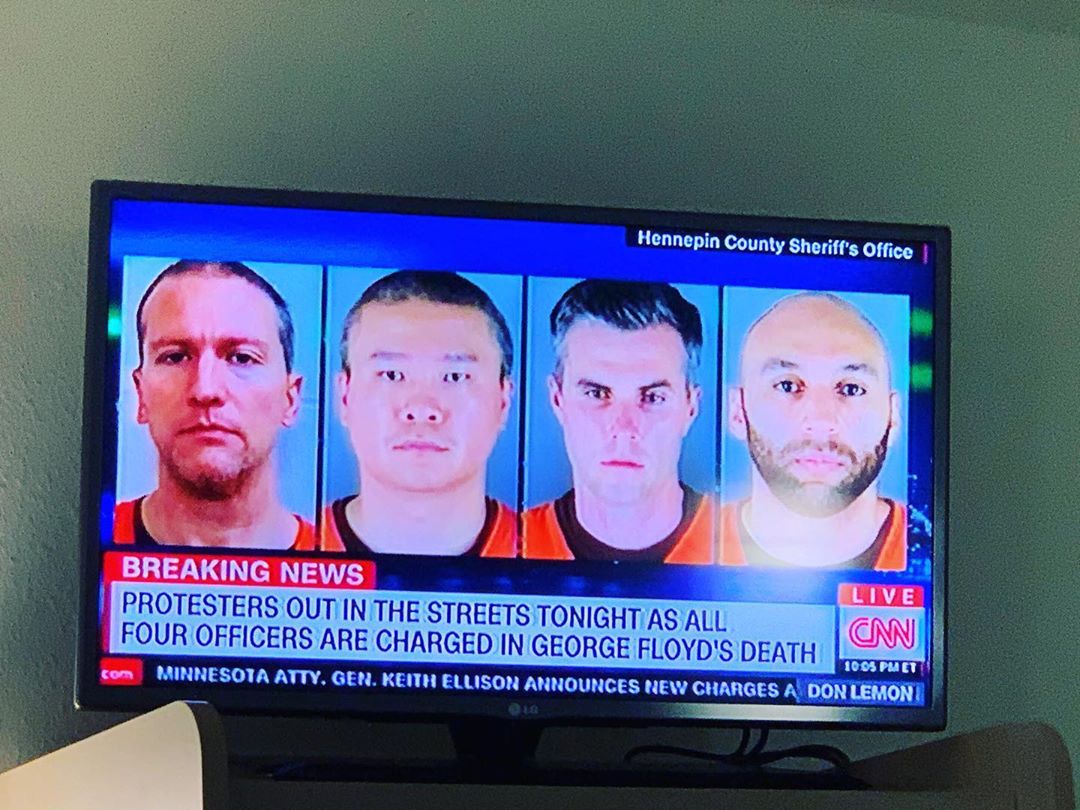 Hennepin County Sheriff's Office
BREAKING NEWS
PROTESTERS OUT IN THE STREETS TONIGHT AS ALL
FOUR OFFICERS ARE CHARGED IN GEORGE FLOYD'S DEATH
LIVE
CNN
10:05 PM ET
com MINNESOTA ATTY. GEN. KEITH ELLISON ANNOUNCES NEW CHARGES A
DON LEMON
LG